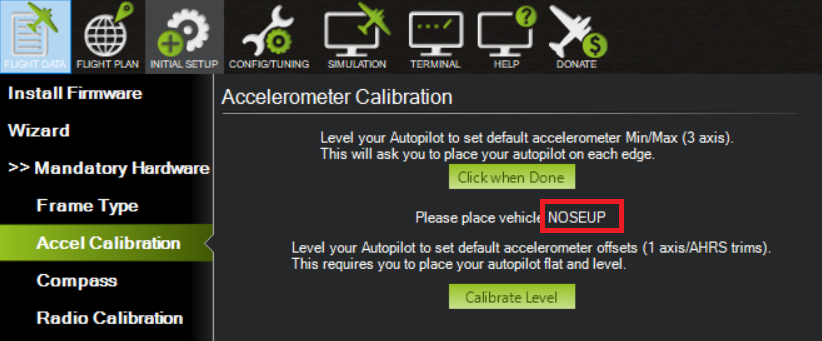 FLIGHT DATA FLIGHT PLAN INITIAL SETUP CONFIG/TUNING SIMULATION TERMINAL HELP DONATE
Install Firmware
Wizard
>> Mandatory Hardware
Frame Type
Accel Calibration
Compass
Radio Calibration
Accelerometer Calibration
Level your Autopilot to set default accelerometer Min/Max (3 axis).
This will ask you to place your autopilot on each edge.
Click when Done
Please place vehicle NOSEUP
Level your Autopilot to set default accelerometer offsets (1 axis/AHRS trims).
This requires you to place your autopilot flat and level.
Calibrate Level